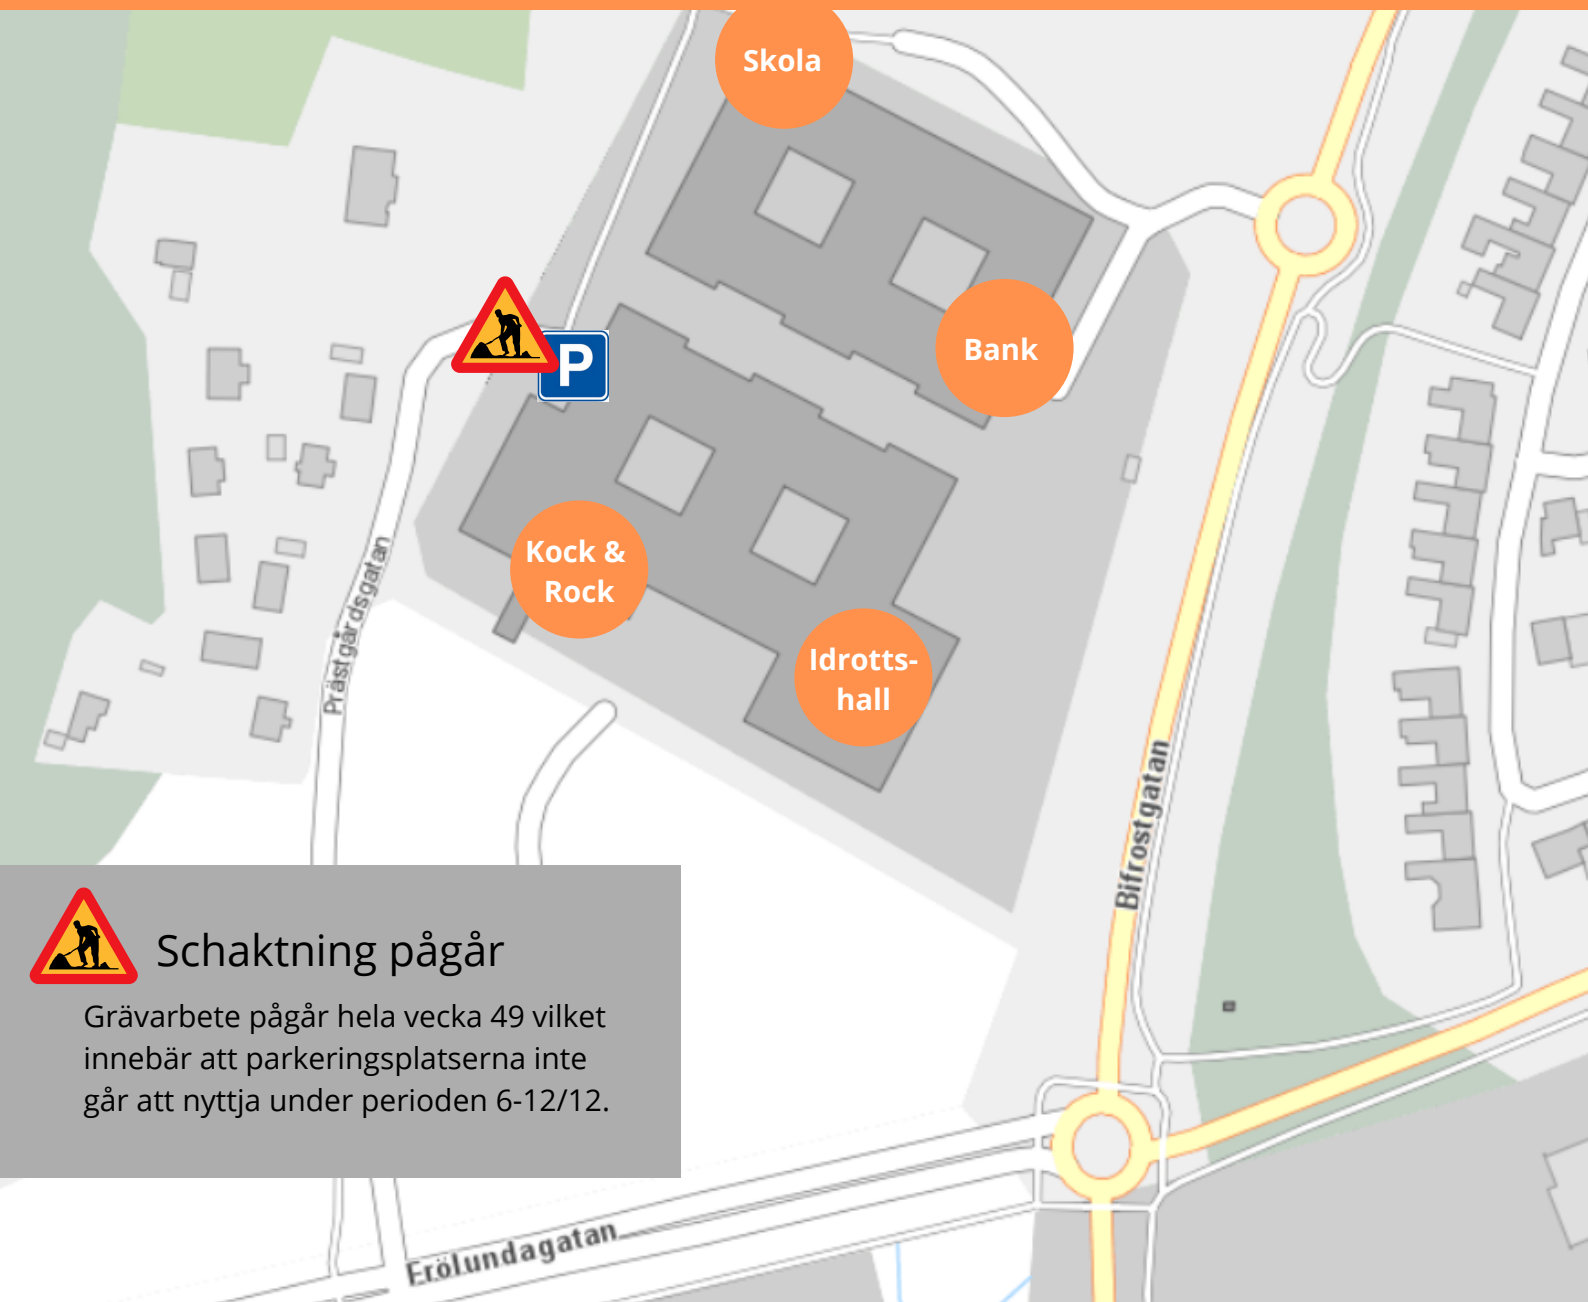 Skola
Bank
P
Kock &
Rock
Idrotts-
hall
Prästgårdsgatan
Bifrostgatan
Schaktning pågår
Grävarbete pågår hela vecka 49 vilket
innebär att parkeringsplatserna inte
går att nyttja under perioden 6-12/12.
Frölundagatan